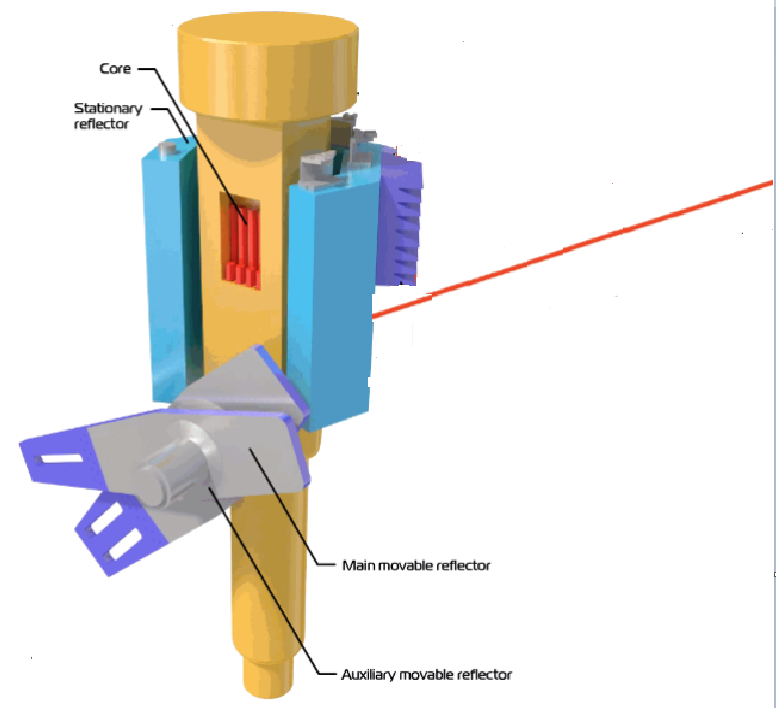 Core
Stationary
reflector
Main movable reflector
Auxiliary movable reflector